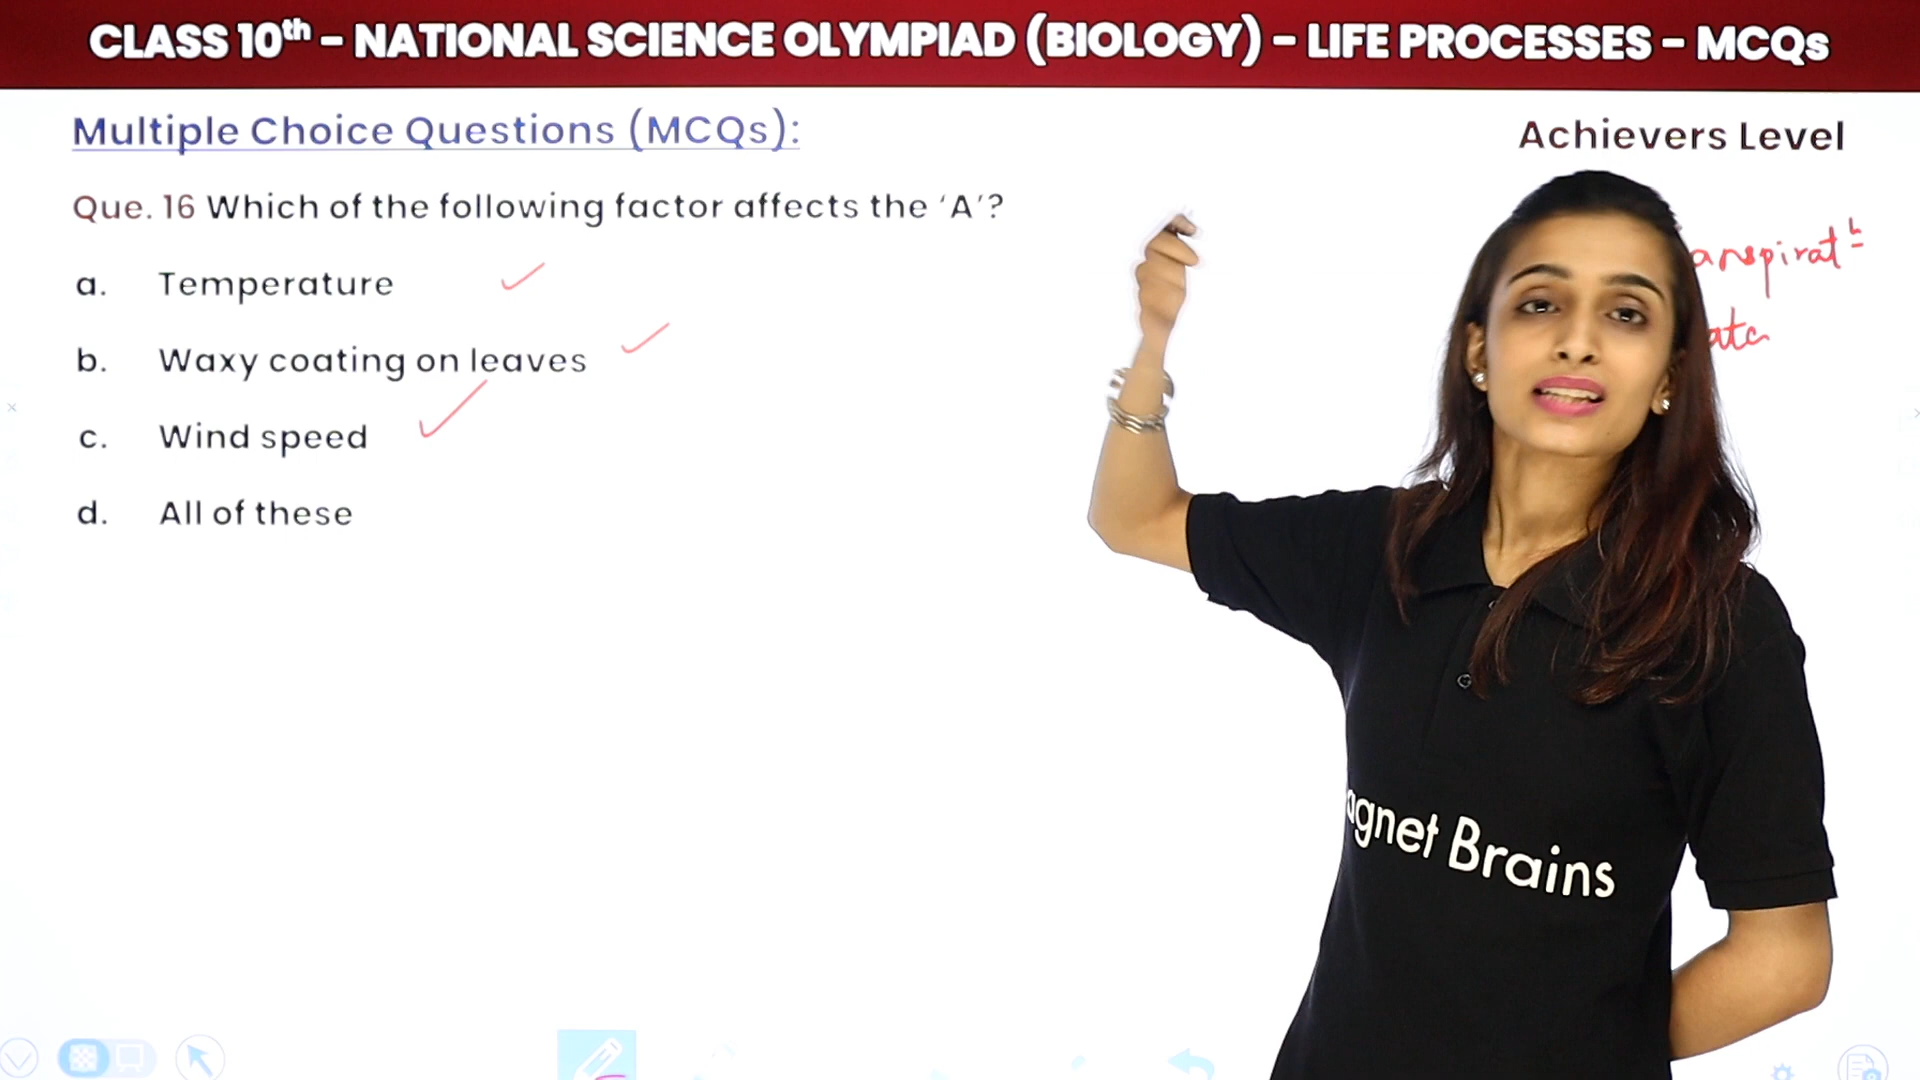 CLASS 10th - NATIONAL SCIENCE OLYMPIAD (BIOLOGY) - LIFE PROCESSES - MCQs
Multiple Choice Questions (MCQs):
Achievers Level
Que. 16 Which of the following factor affects the ‘A’?
a. Temperature
b. Waxy coating on leaves
c. Wind speed
d. All of these
agnet Brains